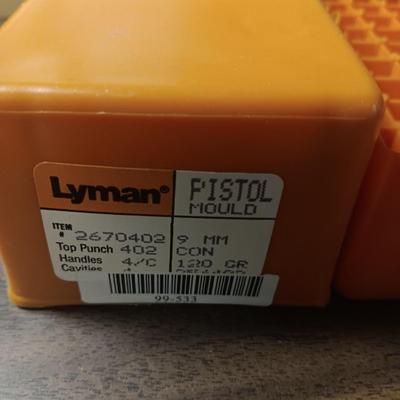 Lyman® PISTOL
MOULD
ITEM # 2670402 9 MM
Top Punch 402 CON
Handles 4/C 120 GR
Cavities
99-533